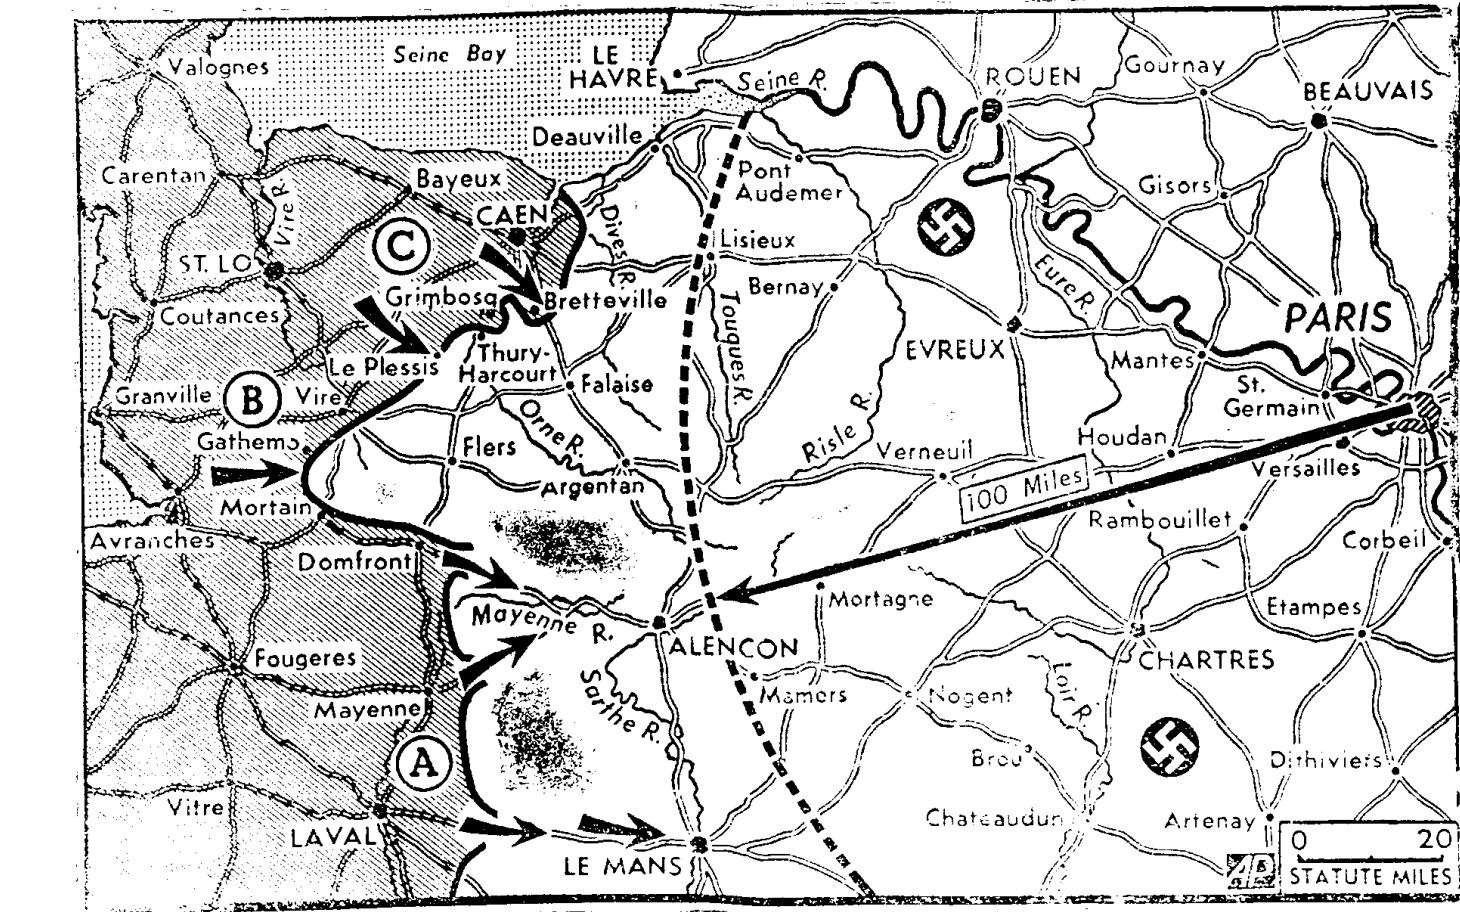 Seine Bay
LE
HAVRE
Seine R.
ROUEN
Gournay
BEAUVAIS
Valognes
Deauville
Carentan
Vire R.
Bayeux
CAEN
Dives R.
Pont
Audemer
Gisors
C
ST. LO
Lisieux
Eure R.
Grimbosq
Bretteville
Bernay
Coutances
Touques R.
PARIS
Le Plessis
Thury-
Harcourt
Falaise
EVREUX
Mantes
St.
Germain
Granville
B
Vire
Orne R.
Risle R.
Gathemo
Flers
Verneuil
Houdan
Versailles
100 Miles
Argentan
Mortain
Rambouillet
Avranches
Domfront
Corbeil
Mayenne R.
Mortagne
Etampes
ALENCON
Fougeres
CHARTRES
Sarthe R.
Mamers
Nogent
Loir R.
Mayenne
A
Brou
Vitre
Chateaudun
Artenay
LAVAL
LE MANS
0 20
STATUTE MILES